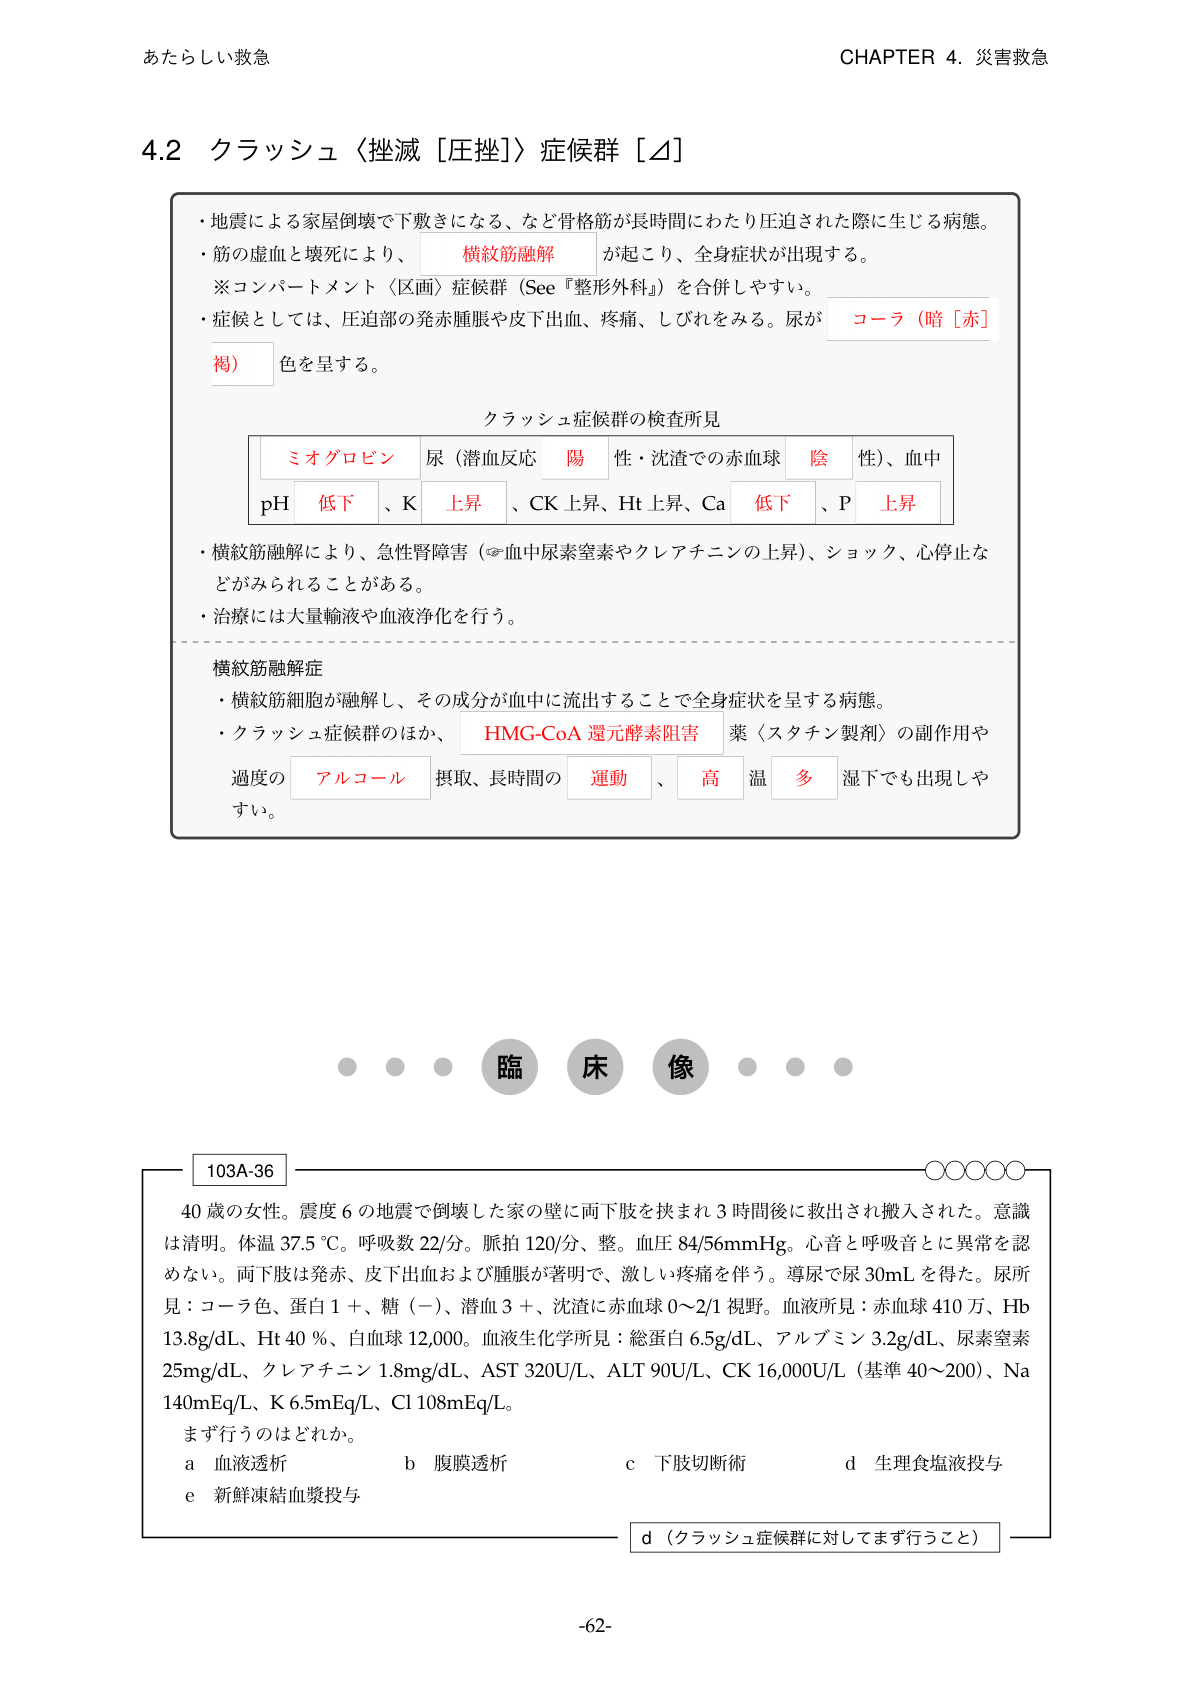 あたらしい救急
CHAPTER 4. 災害救急
4.2 クラッシュ〈挫滅［圧挫]〉症候群［⊿］
・地震による家屋倒壊で下敷きになる、など骨格筋が長時間にわたり圧迫された際に生じる病態。
・筋の虚血と壊死により、 横紋筋融解 が起こり、全身症状が出現する。
※コンパートメント〈区画〉症候群（See『整形外科』）を合併しやすい。
・症候としては、圧迫部の発赤腫脹や皮下出血、疼痛、しびれをみる。尿が コーラ（暗［赤］
褐） 色を呈する。
クラッシュ症候群の検査所見
ミオグロビン 尿（潜血反応 陽 性・沈渣での赤血球 陰 性）、血中
pH 低下 、K 上昇 、CK 上昇、Ht 上昇、Ca 低下 、P 上昇
・横紋筋融解により、急性腎障害（☞血中尿素窒素やクレアチニンの上昇）、ショック、心停止な
どがみられることがある。
・治療には大量輸液や血液浄化を行う。
横紋筋融解症
・横紋筋細胞が融解し、その成分が血中に流出することで全身症状を呈する病態。
・クラッシュ症候群のほか、 HMG-CoA 還元酵素阻害 薬〈スタチン製剤〉の副作用や
過度の アルコール 摂取、長時間の 運動 、 高 温 多 湿下でも出現しや
すい。
臨 床 像
103A-36
40 歳の女性。震度 6 の地震で倒壊した家の壁に両下肢を挟まれ 3 時間後に救出され搬入された。意識
は清明。体温 37.5 ℃。呼吸数 22/分。脈拍 120/分、整。血圧 84/56mmHg。心音と呼吸音とに異常を認
めない。両下肢は発赤、皮下出血および腫脹が著明で、激しい疼痛を伴う。導尿で尿 30mL を得た。尿所
見：コーラ色、蛋白 1 ＋、糖（－）、潜血 3 ＋、沈渣に赤血球 0〜2/1 視野。血液所見：赤血球 410 万、Hb
13.8g/dL、Ht 40 ％、白血球 12,000。血液生化学所見：総蛋白 6.5g/dL、アルブミン 3.2g/dL、尿素窒素
25mg/dL、クレアチニン 1.8mg/dL、AST 320U/L、ALT 90U/L、CK 16,000U/L（基準 40〜200）、Na
140mEq/L、K 6.5mEq/L、Cl 108mEq/L。
まず行うのはどれか。
a 血液透析 b 腹膜透析 c 下肢切断術 d 生理食塩液投与
e 新鮮凍結血漿投与
d （クラッシュ症候群に対してまず行うこと）
-62-